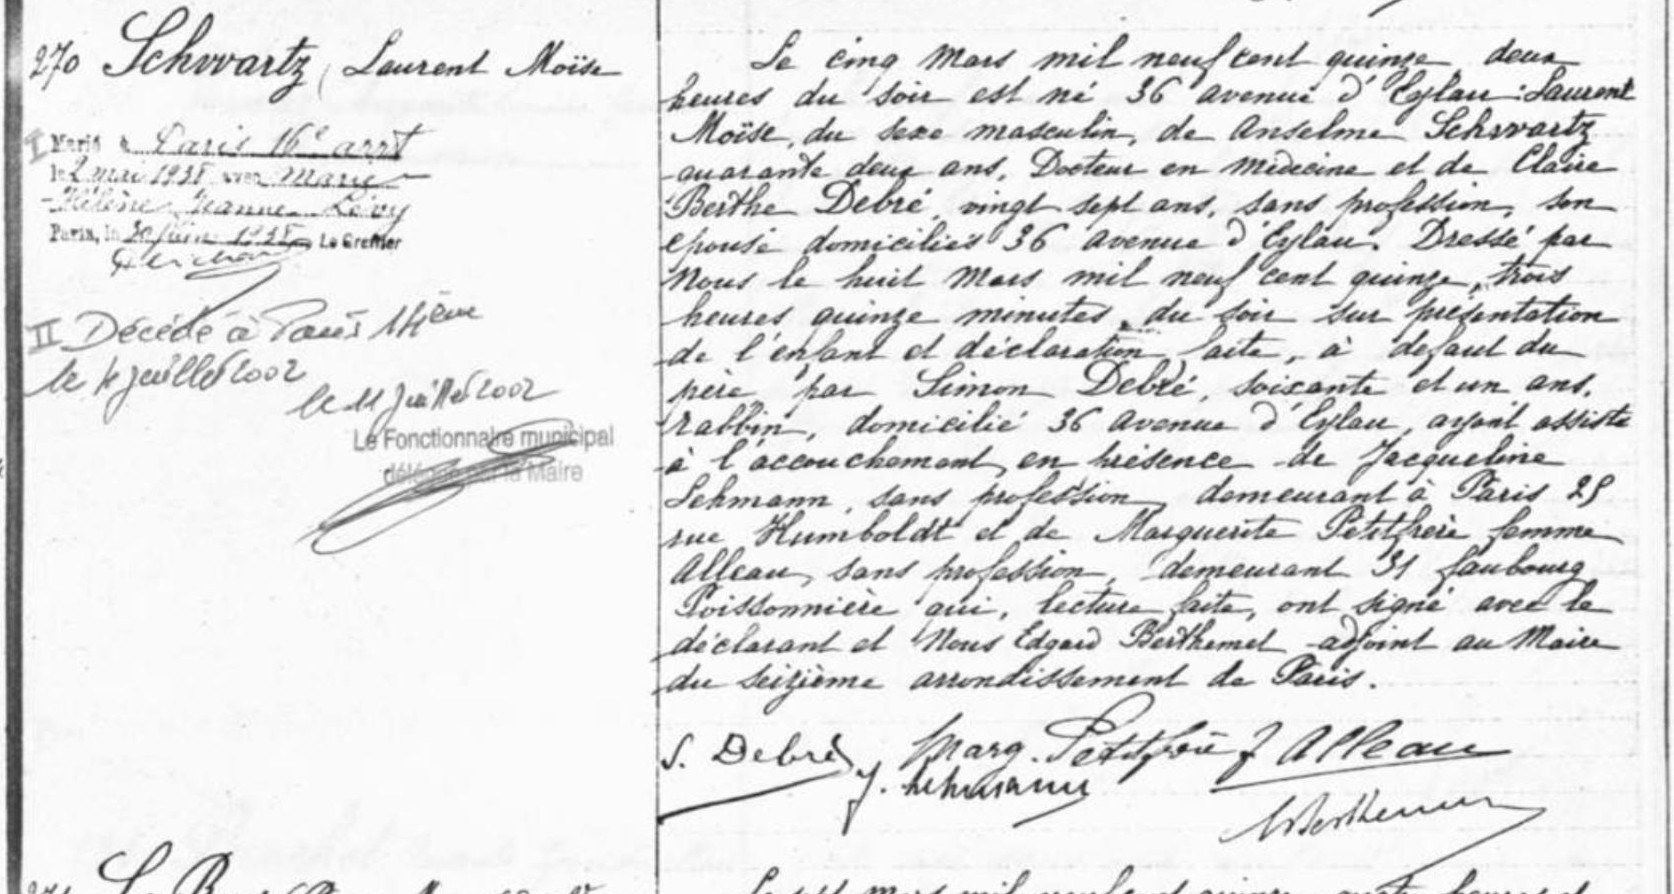 270 Schwartz, Laurent Moïse
I Marié à Paris 16e arrt
le 2 mai 1938 avec Marie
Hélène Jeanne Lévy
Paris, le 20 juin 1938 Le Greffier
II Décédé à Paris
le 4 juillet 2002
le 11 juillet 2002
Le Fonctionnaire municipal
délégué par la Maire
Le cinq Mars mil neuf cent quinze deux
heures du soir est né 36 avenue d'Eylau : Laurent
Moïse, du sexe masculin, de Anselme Schwartz
quarante deux ans, Docteur en médecine et de Claire
Berthe Debré, vingt sept ans, sans profession, son
épouse domiciliés 36 avenue d'Eylau. Dressé par
Nous le huit Mars mil neuf cent quinze, trois
heures quinze minutes du soir sur présentation
de l'enfant et déclaration faite, à défaut du
père, par Simon Debré, soixante et un ans,
rabbin, domicilié 36 avenue d'Eylau, ayant assisté
à l'accouchement, en présence de Jacqueline
Lehmann, sans profession, demeurant à Paris 25
rue Humboldt et de Marguerite Petitfrère femme
Alleau, sans profession, demeurant 31 faubourg
Poissonnière qui, lecture faite, ont signé avec le
déclarant et Nous Edgard Berthemet adjoint au Maire
du seizième arrondissement de Paris.
S. Debré Marg. Petitfrère f Alleau
J. Lehmann
Berthemet